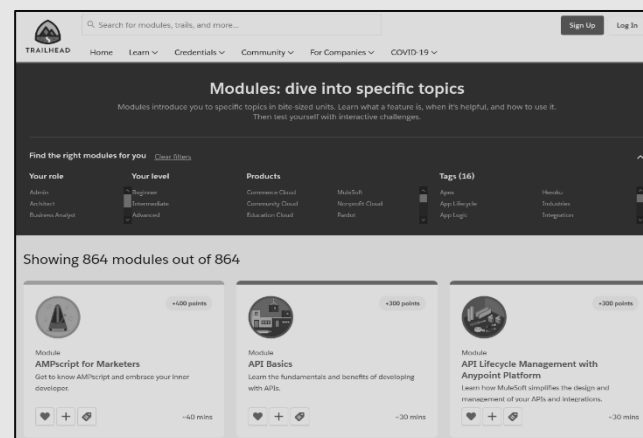 Search for modules, trails, and more...
Sign Up
Log In
TRAILHEAD
Home
Learn
Credentials
Community
For Companies
COVID-19
Modules: dive into specific topics
Modules introduce you to specific topics in bite-sized units. Learn what a feature is, when it's helpful, and how to use it.
Then test yourself with interactive challenges.
Find the right modules for you
Clear filters
Your role
Admin
Architect
Business Analyst
Your level
Beginner
Intermediate
Advanced
Products
Commerce Cloud
Community Cloud
Education Cloud
MuleSoft
Nonprofit Cloud
Pardot
Tags (16)
Apex
App Lifecycle
App Logic
Heroku
Industries
Integration
Showing 864 modules out of 864
+400 points
Module
AMPscript for Marketers
Get to know AMPscript and embrace your inner
developer.
~40 mins
+300 points
Module
API Basics
Learn the fundamentals and benefits of developing
with APIs.
~30 mins
+300 points
Module
API Lifecycle Management with
Anypoint Platform
Learn how MuleSoft simplifies the design and
management of your APIs and integrations.
~30 mins